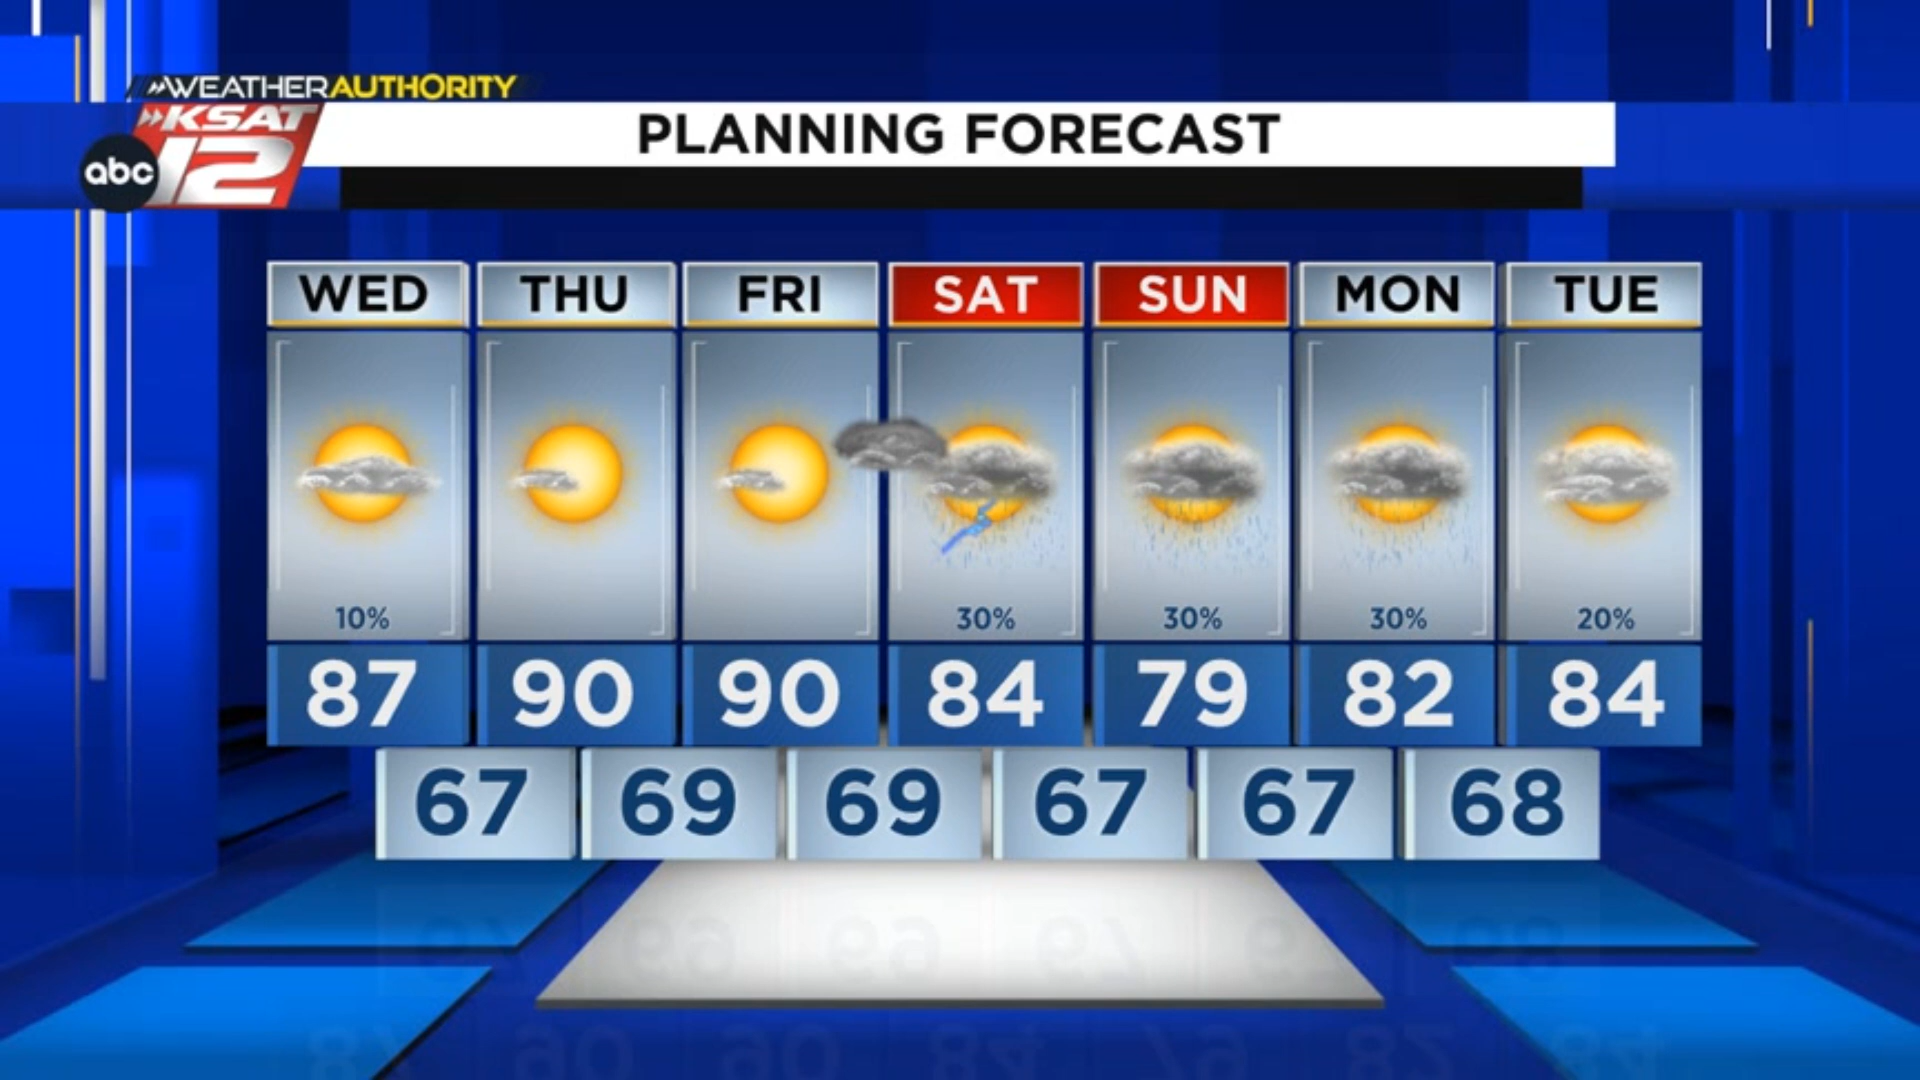 WEATHERAUTHORITY
KSAT
abc 12
PLANNING FORECAST
WED THU FRI SAT SUN MON TUE
10% 30% 30% 30% 20%
87 90 90 84 79 82 84
67 69 69 67 67 68